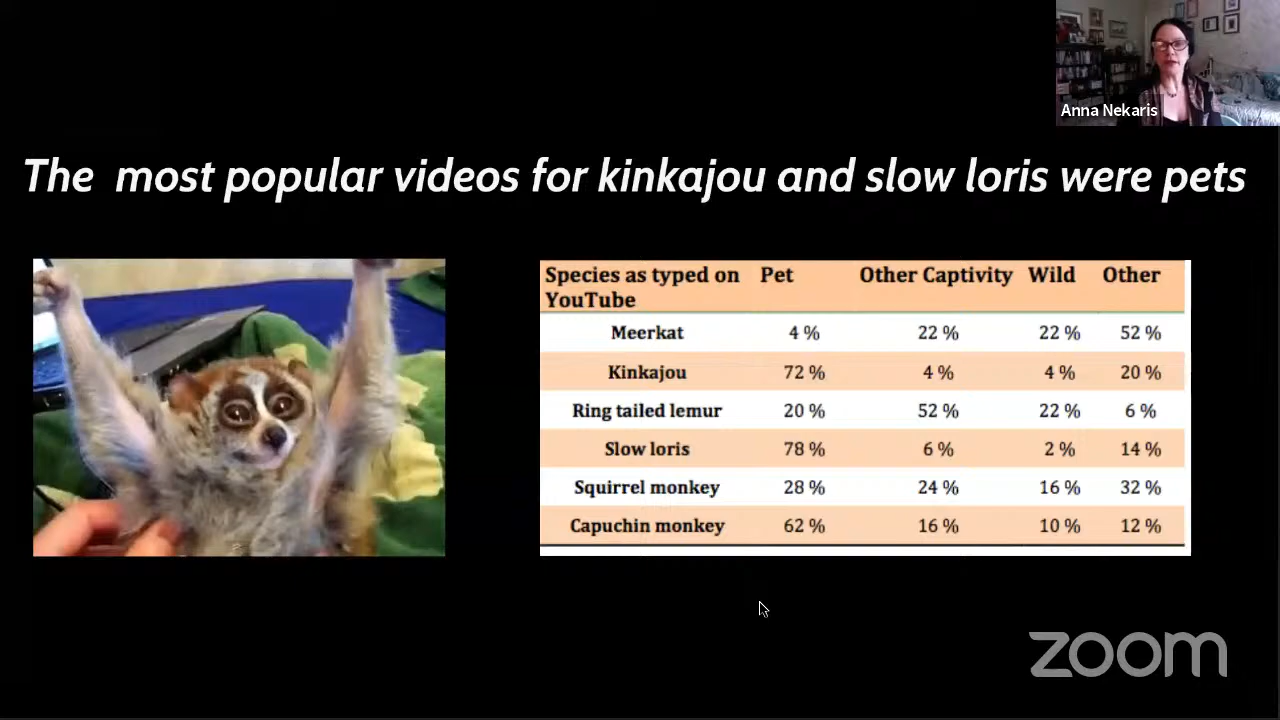 Anna Nekaris
The most popular videos for kinkajou and slow loris were pets
Species as typed on YouTube Pet Other Captivity Wild Other
Meerkat 4 % 22 % 22 % 52 %
Kinkajou 72 % 4 % 4 % 20 %
Ring tailed lemur 20 % 52 % 22 % 6 %
Slow loris 78 % 6 % 2 % 14 %
Squirrel monkey 28 % 24 % 16 % 32 %
Capuchin monkey 62 % 16 % 10 % 12 %
zoom